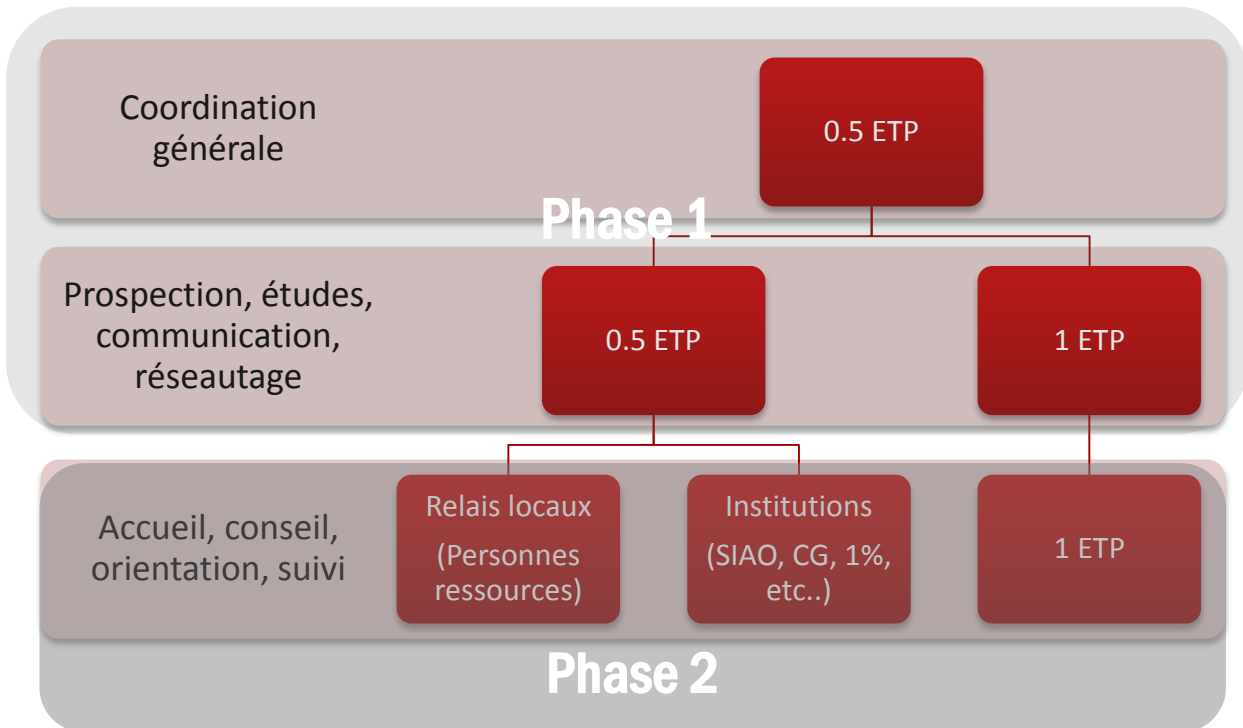 Coordination
générale
0.5 ETP
Phase 1
Prospection, études,
communication,
réseautage
0.5 ETP
1 ETP
Accueil, conseil,
orientation, suivi
Relais locaux
(Personnes
ressources)
Institutions
(SIAO, CG, 1%,
etc..)
1 ETP
Phase 2